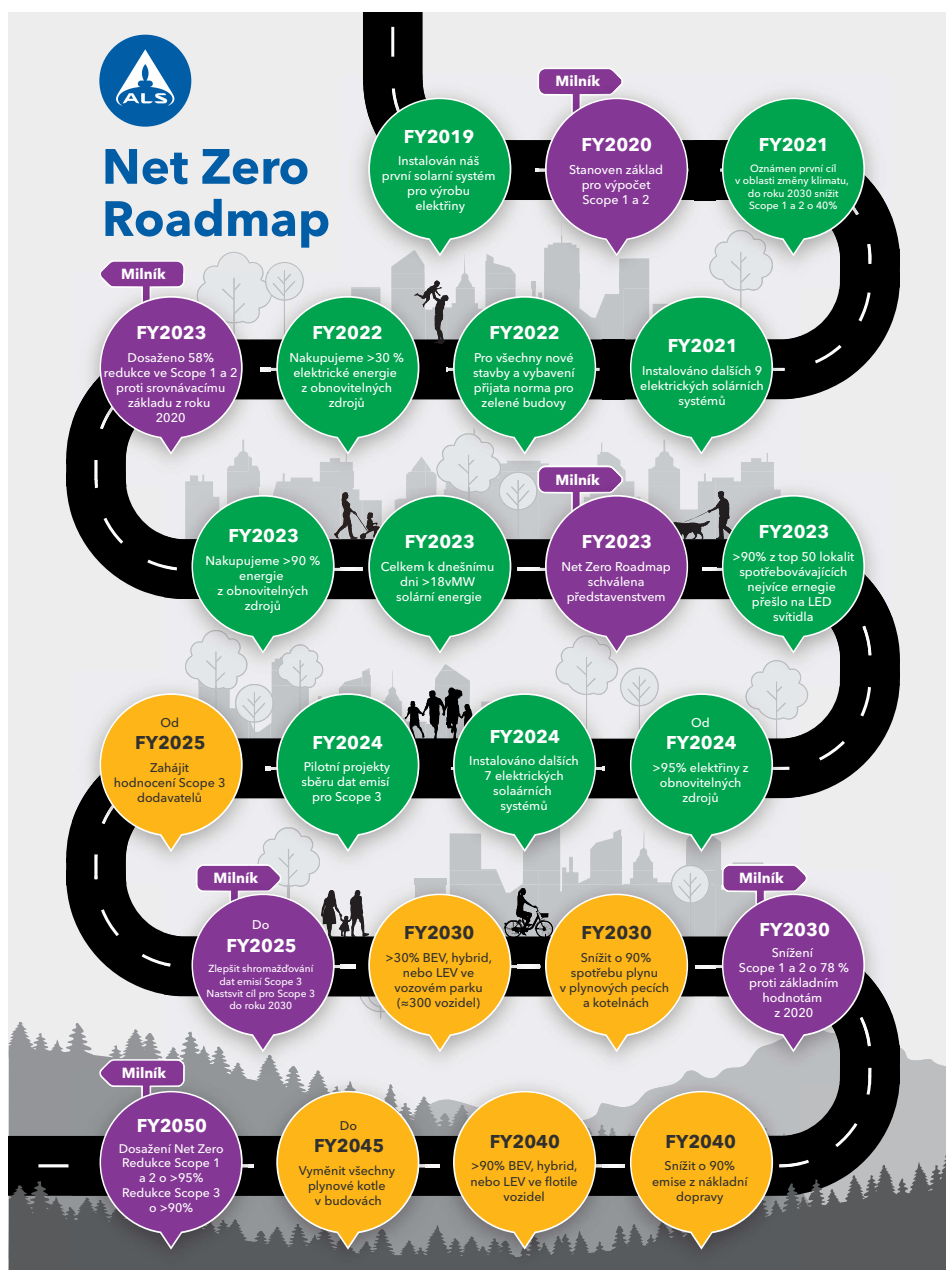 ALS
Net Zero
Roadmap
FY2019
Instalován náš
první solarní systém
pro výrobu
elektřiny
Milník
FY2020
Stanoven základ
pro výpočet
Scope 1 a 2
FY2021
Oznámen první cíl
v oblasti změny klimatu,
do roku 2030 snížit
Scope 1 a 2 o 40%
Milník
FY2023
Dosaženo 58%
redukce ve Scope 1 a 2
proti srovnávacímu
základu z roku
2020
FY2022
Nakupujeme >30 %
elektrické energie
z obnovitelných
zdrojů
FY2022
Pro všechny nové
stavby a vybavení
přijata norma pro
zelené budovy
FY2021
Instalováno dalších 9
elektrických solárních
systémů
FY2023
Nakupujeme >90 %
energie
z obnovitelných
zdrojů
FY2023
Celkem k dnešnímu
dni >18vMW
solární energie
Milník
FY2023
Net Zero Roadmap
schválena
představenstvem
FY2023
>90% z top 50 lokalit
spotřebovávajících
nejvíce ernegie
přešlo na LED
svítidla
Od
FY2025
Zahájit
hodnocení Scope 3
dodavatelů
FY2024
Pilotní projekty
sběru dat emisí
pro Scope 3
FY2024
Instalováno dalších
7 elektrických
solaárních
systémů
Od
FY2024
>95% elektřiny z
obnovitelných
zdrojů
Milník
Do
FY2025
Zlepšit shromažďování
dat emisí Scope 3
Nastsvit cíl pro Scope 3
do roku 2030
FY2030
>30% BEV, hybrid,
nebo LEV ve
vozovém parku
(≈300 vozidel)
FY2030
Snížit o 90%
spotřebu plynu
v plynových pecích
a kotelnách
Milník
FY2030
Snížení
Scope 1 a 2 o 78 %
proti základním
hodnotám
z 2020
Milník
FY2050
Dosažení Net Zero
Redukce Scope 1
a 2 o >95%
Redukce Scope 3
o >90%
Do
FY2045
Vyměnit všechny
plynové kotle
v budovách
FY2040
>90% BEV, hybrid,
nebo LEV ve flotile
vozidel
FY2040
Snížit o 90%
emise z nákladní
dopravy